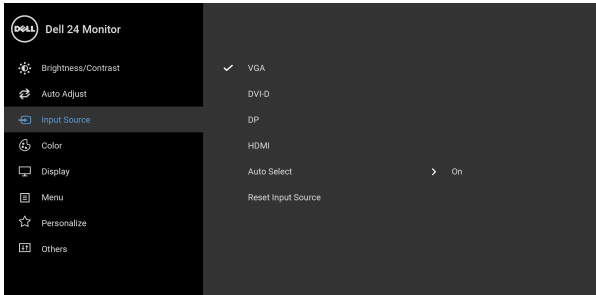 DELL Dell 24 Monitor
Brightness/Contrast
VGA
Auto Adjust
DVI-D
Input Source
DP
Color
HDMI
Display
Auto Select
On
Menu
Reset Input Source
Personalize
Others